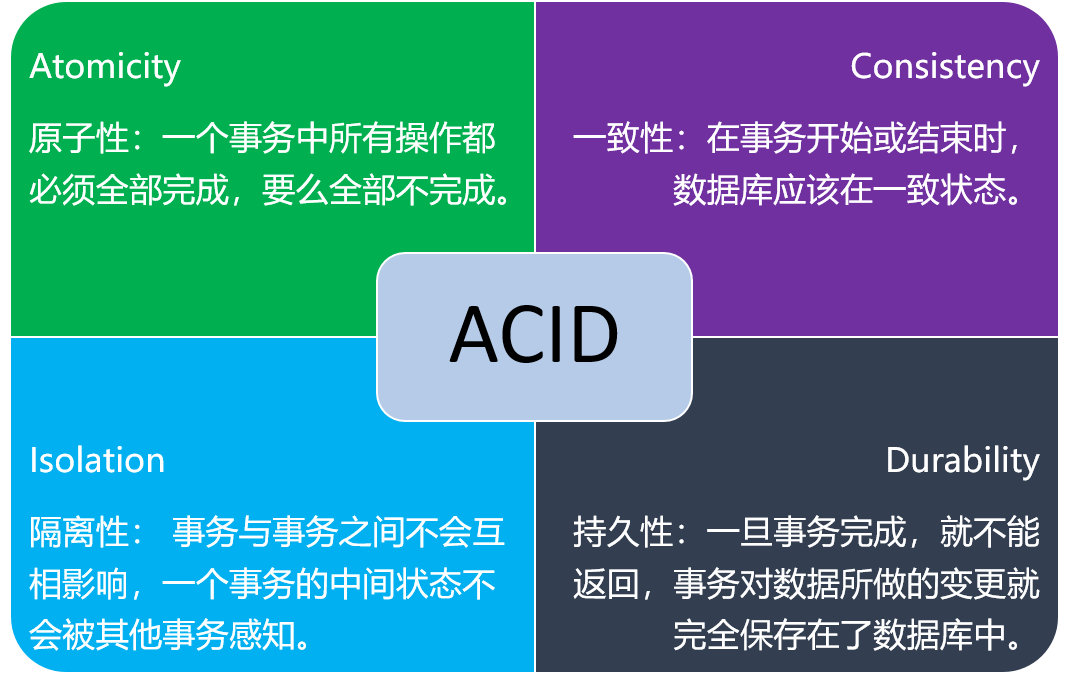 Atomicity
原子性：一个事务中所有操作都
必须全部完成，要么全部不完成。
Consistency
一致性：在事务开始或结束时，
数据库应该在一致状态。
ACID
Isolation
隔离性： 事务与事务之间不会互
相影响，一个事务的中间状态不
会被其他事务感知。
Durability
持久性：一旦事务完成，就不能
返回，事务对数据所做的变更就
完全保存在了数据库中。